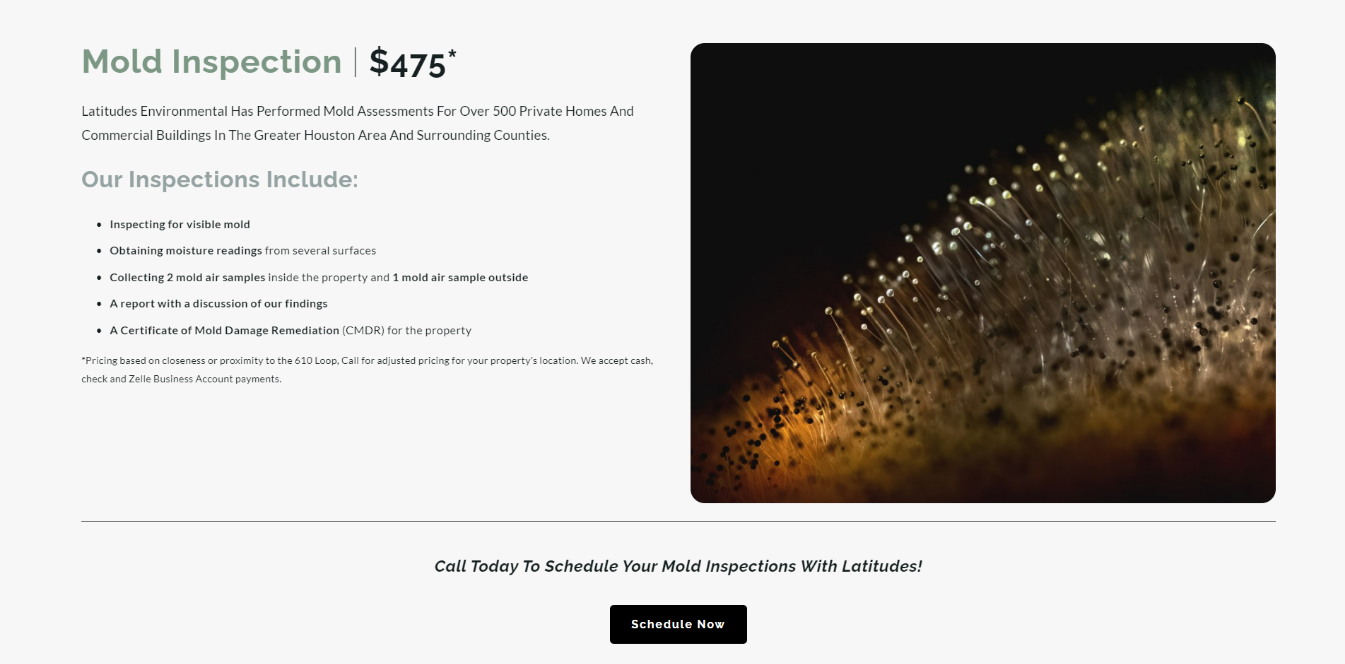 Mold Inspection | $475*
Latitudes Environmental Has Performed Mold Assessments For Over 500 Private Homes And
Commercial Buildings In The Greater Houston Area And Surrounding Counties.
Our Inspections Include:
• Inspecting for visible mold
• Obtaining moisture readings from several surfaces
• Collecting 2 mold air samples inside the property and 1 mold air sample outside
• A report with a discussion of our findings
• A Certificate of Mold Damage Remediation (CMDR) for the property
*Pricing based on closeness or proximity to the 610 Loop, Call for adjusted pricing for your property's location. We accept cash,
check and Zelle Business Account payments.
Call Today To Schedule Your Mold Inspections With Latitudes!
Schedule Now